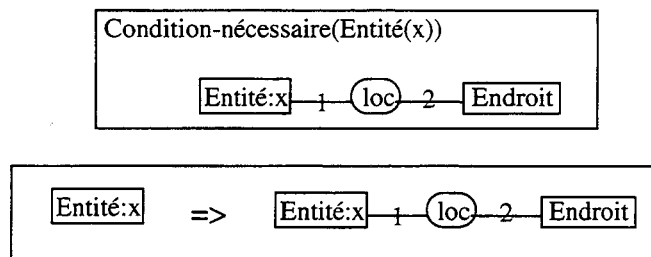 Condition-nécessaire(Entité(x))
Entité:x 1 loc 2 Endroit
Entité:x => Entité:x 1 loc 2 Endroit